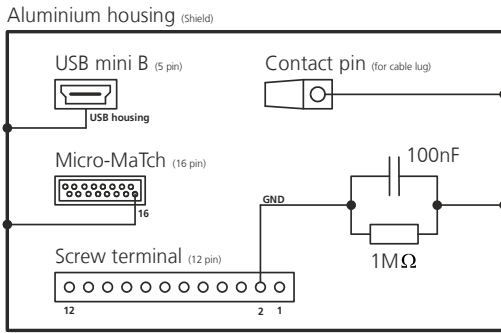 Aluminium housing (Shield)
USB mini B (5 pin)
Contact pin (for cable lug)
USB housing
Micro-MaTch (16 pin)
100nF
16
GND
1MΩ
Screw terminal (12 pin)
12 2 1